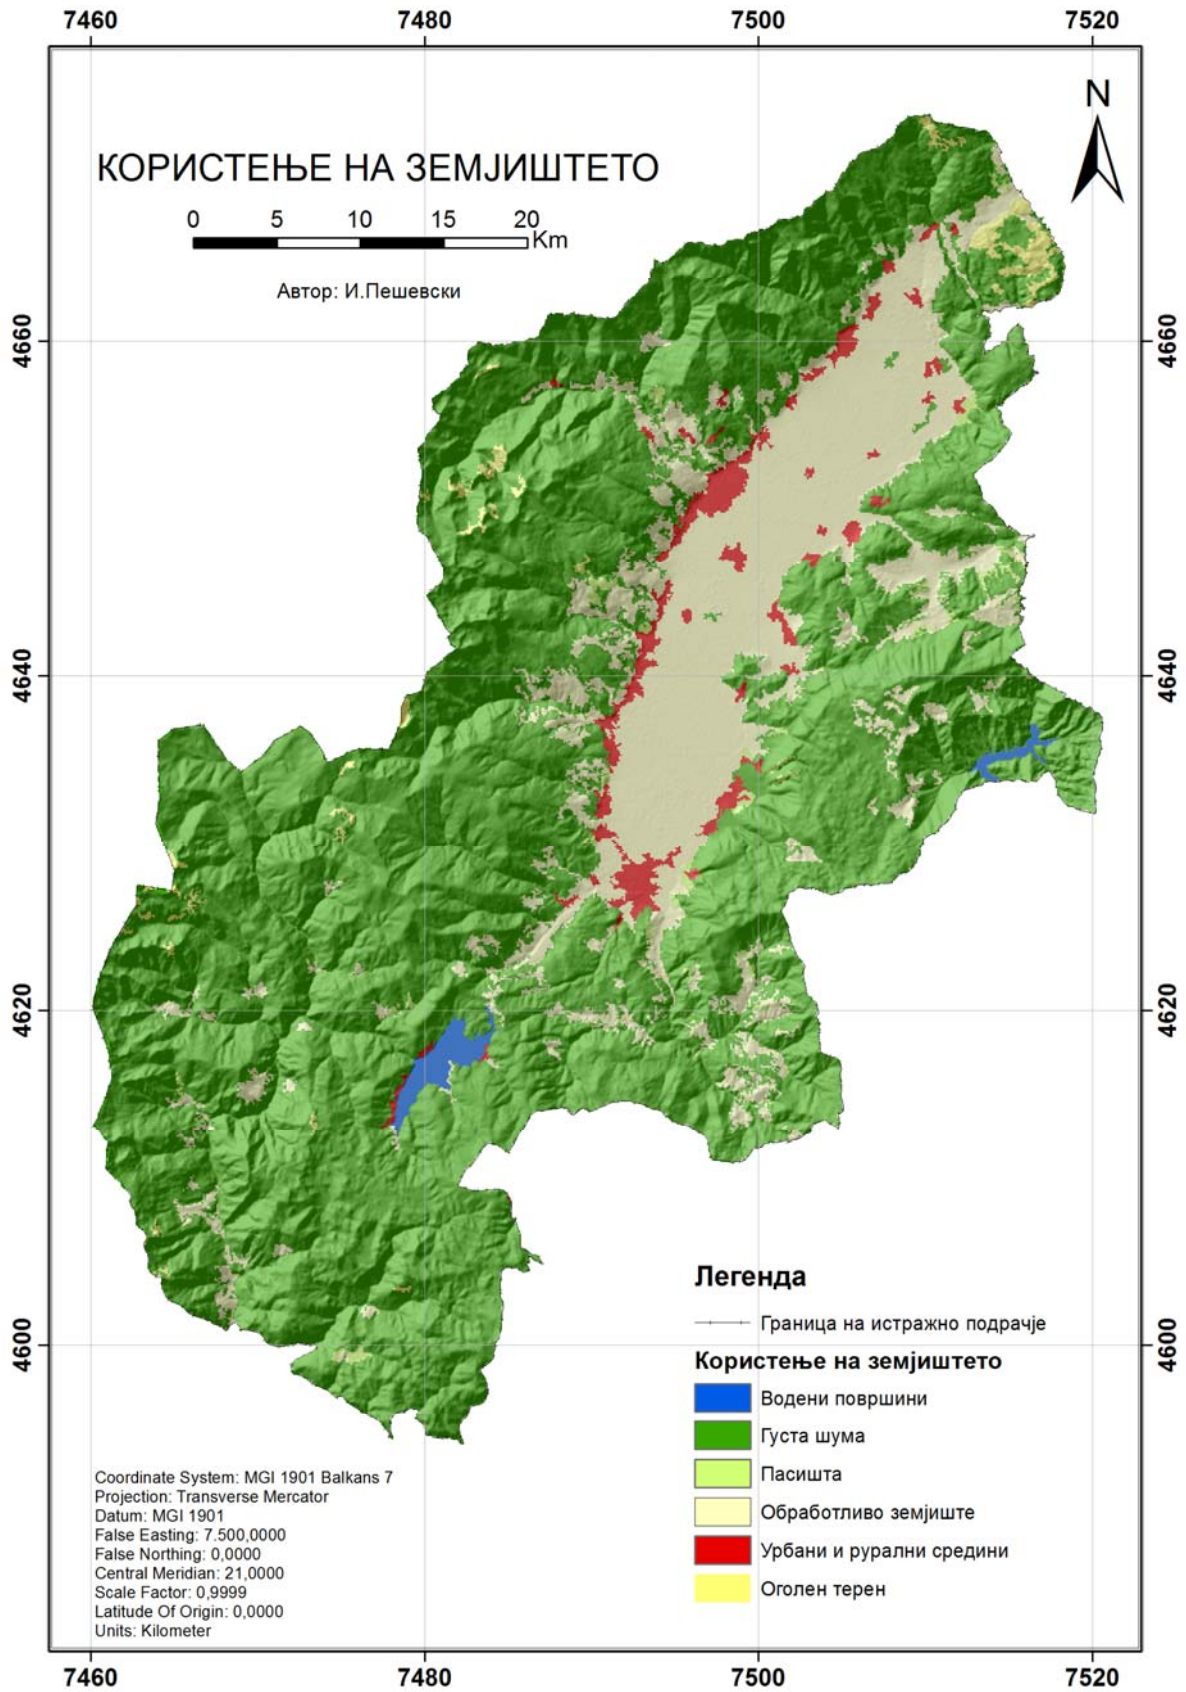 7460 7480 7500 7520
N
КОРИСТЕЊЕ НА ЗЕМЈИШТЕТО
0 5 10 15 20
Km
Автор: И.Пешевски
4660 4660
4640 4640
4620 4620
4600 4600
Легенда
Граница на истражно подрачје
Користење на земјиштето
Водени површини
Густа шума
Пасишта
Обработливо земјиште
Урбани и рурални средини
Оголен терен
Coordinate System: MGI 1901 Balkans 7
Projection: Transverse Mercator
Datum: MGI 1901
False Easting: 7.500,0000
False Northing: 0,0000
Central Meridian: 21,0000
Scale Factor: 0,9999
Latitude Of Origin: 0,0000
Units: Kilometer
7460 7480 7500 7520